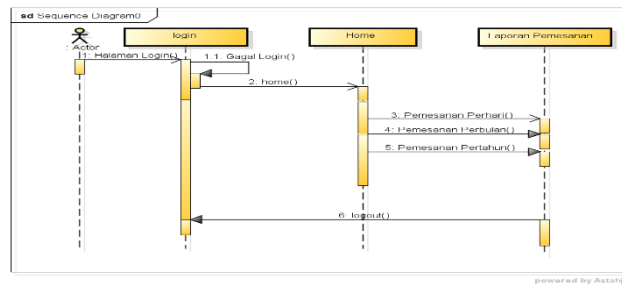 sd Sequence Diagram0
: Actor
login
Home
Laporan Pemesanan
1: Halaman Login()
1.1: Gagal Login()
2: home()
3: Pemesanan Perhari()
4: Pemesanan Perbulan()
5: Pemesanan Pertahun()
6: logout()
powered by Astah